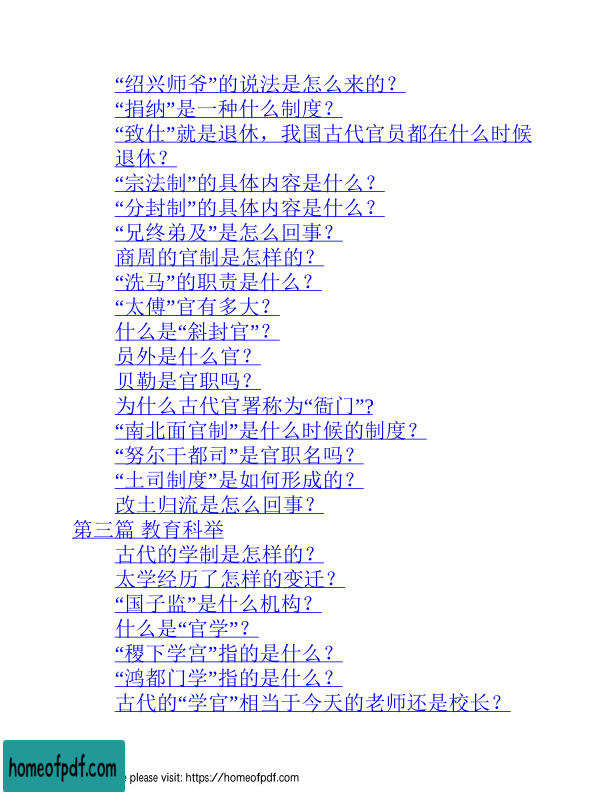 “绍兴师爷”的说法是怎么来的？
“捐纳”是一种什么制度？
“致仕”就是退休，我国古代官员都在什么时候
退休？
“宗法制”的具体内容是什么？
“分封制”的具体内容是什么？
“兄终弟及”是怎么回事？
商周的官制是怎样的？
“洗马”的职责是什么？
“太傅”官有多大？
什么是“斜封官”？
员外是什么官？
贝勒是官职吗？
为什么古代官署称为“衙门”?
“南北面官制”是什么时候的制度？
“努尔干都司”是官职名吗？
“土司制度”是如何形成的？
改土归流是怎么回事？
第三篇 教育科举
古代的学制是怎样的？
太学经历了怎样的变迁？
“国子监”是什么机构？
什么是“官学”？
“稷下学宫”指的是什么？
“鸿都门学”指的是什么？
古代的“学官”相当于今天的老师还是校长？
homeofpdf.com
e please visit: https://homeofpdf.com